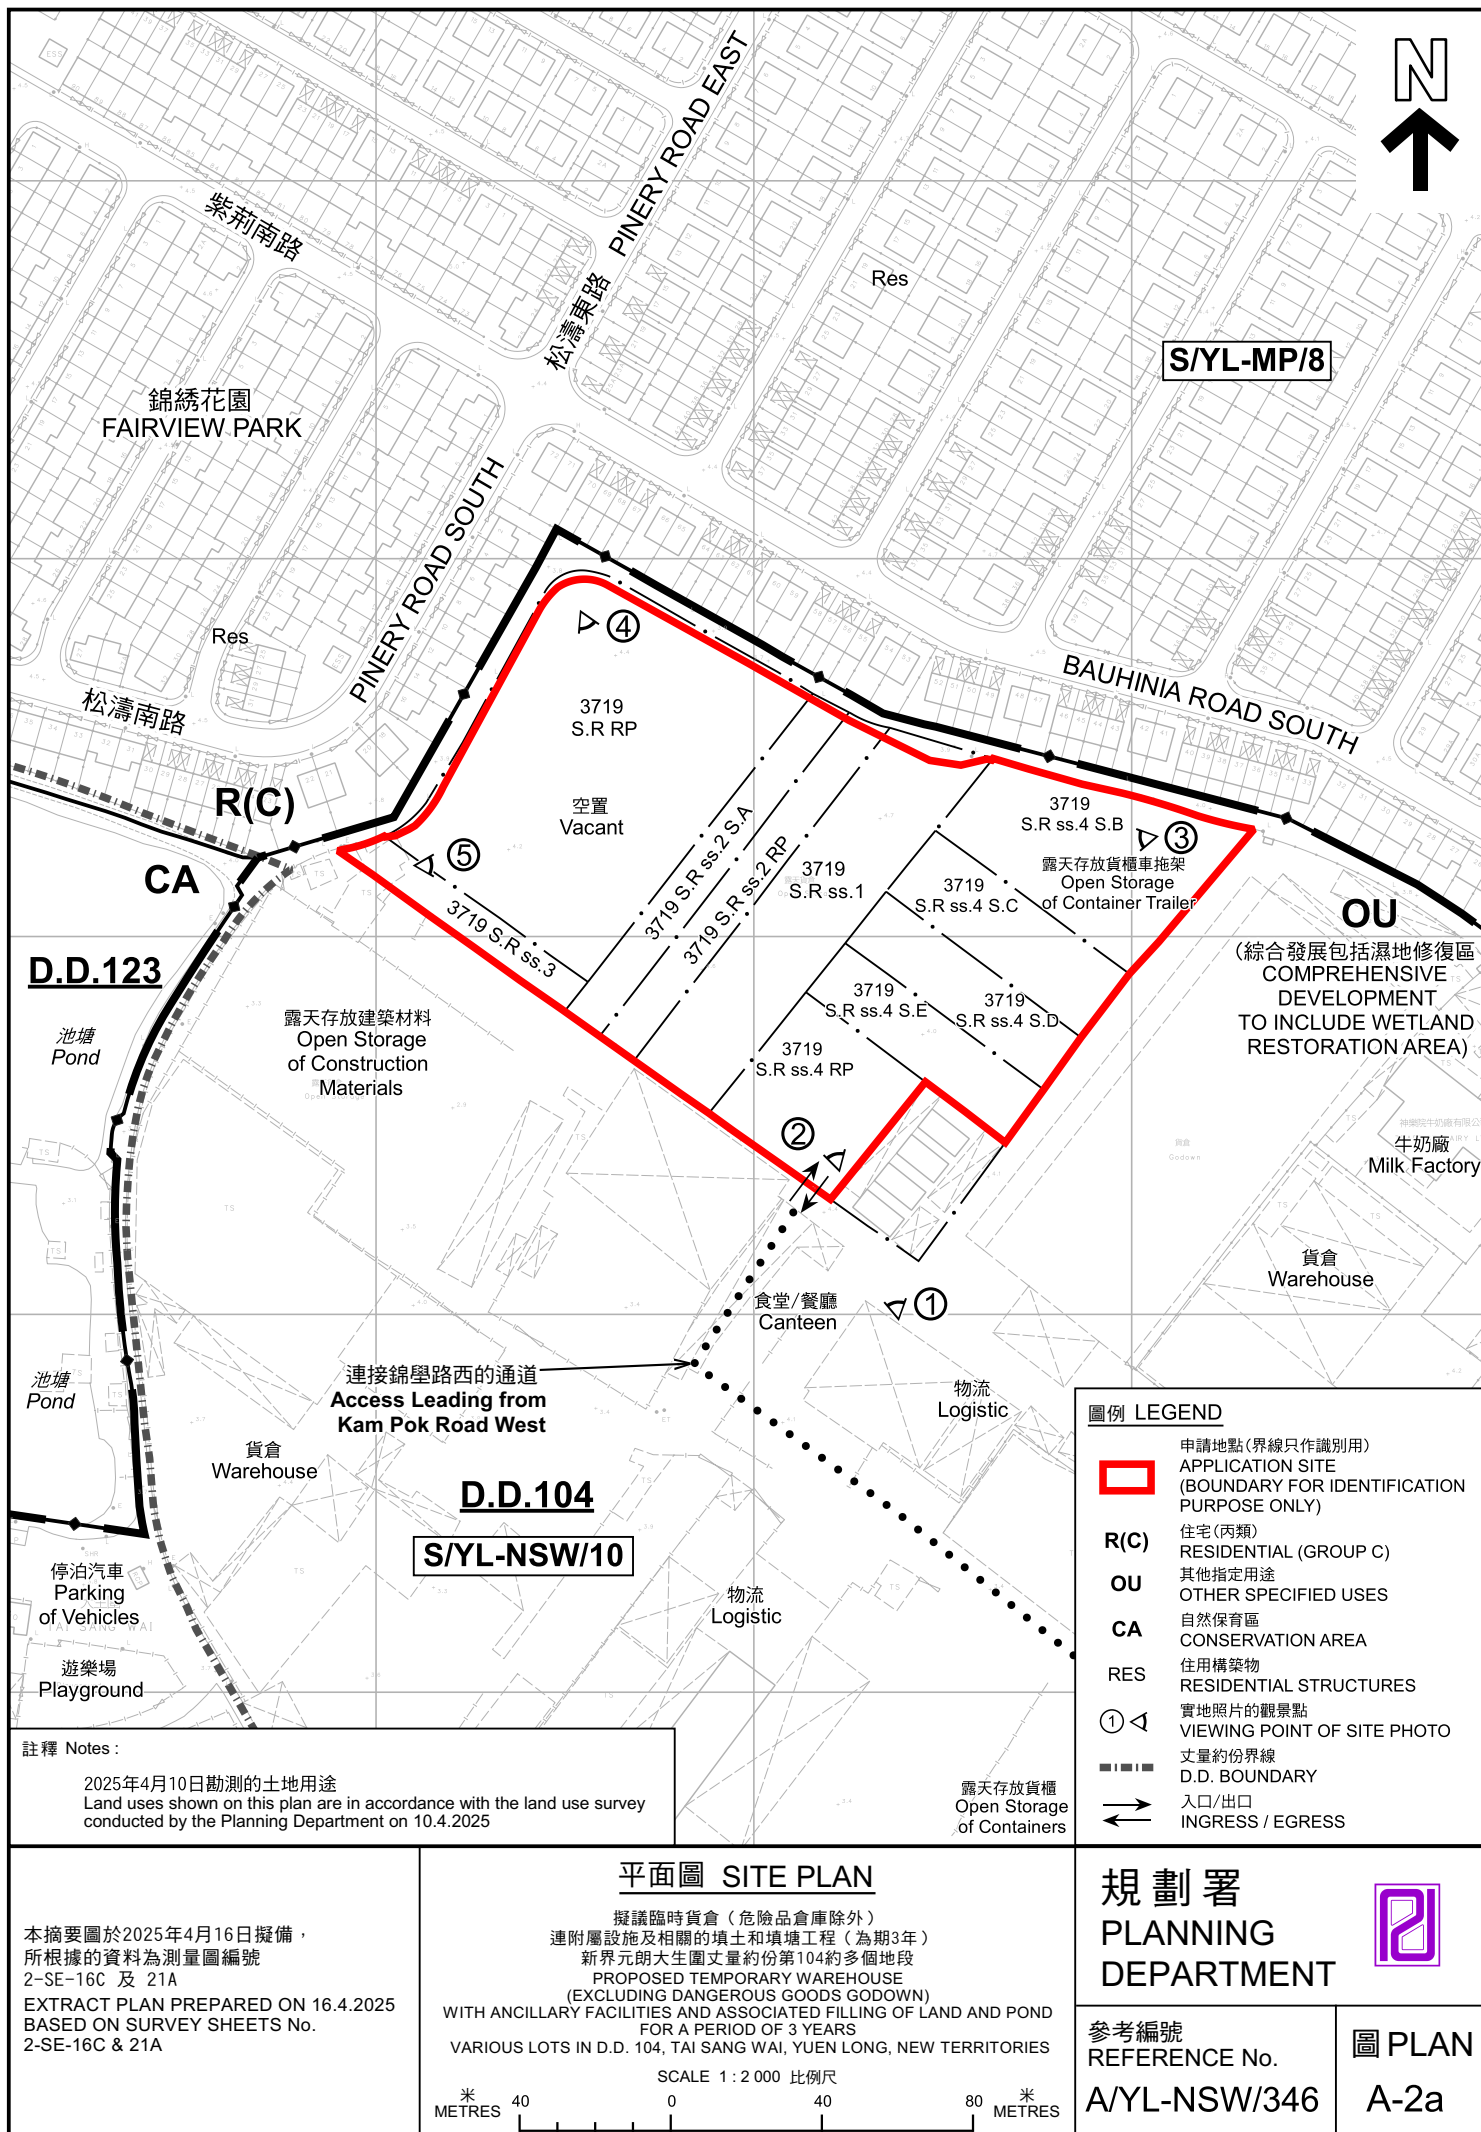 N
紫荊南路
松濤東路 PINERY ROAD EAST
Res
S/YL-MP/8
錦綉花園
FAIRVIEW PARK
PINERY ROAD SOUTH
Res
松濤南路
BAUHINIA ROAD SOUTH
④
3719
S.R RP
空置
Vacant
R(C)
CA
⑤
3719 S.R ss.3
3719 S.R ss.2 S.A
3719 S.R ss.2 RP
3719
S.R ss.1
3719
S.R ss.4 S.B
③
露天存放貨櫃車拖架
Open Storage
of Container Trailer
3719
S.R ss.4 S.C
3719
S.R ss.4 S.E
3719
S.R ss.4 S.D
3719
S.R ss.4 RP
OU
(綜合發展包括濕地修復區
COMPREHENSIVE
DEVELOPMENT
TO INCLUDE WETLAND
RESTORATION AREA)
D.D.123
池塘
Pond
露天存放建築材料
Open Storage
of Construction
Materials
②
貨倉
Godown
牛奶廠
Milk Factory
貨倉
Warehouse
食堂/餐廳
Canteen
①
池塘
Pond
連接錦壆路西的通道
Access Leading from
Kam Pok Road West
物流
Logistic
貨倉
Warehouse
D.D.104
S/YL-NSW/10
停泊汽車
Parking
of Vehicles
TAI SANG WAI
遊樂場
Playground
物流
Logistic
露天存放貨櫃
Open Storage
of Containers
圖例 LEGEND
申請地點(界線只作識別用)
APPLICATION SITE
(BOUNDARY FOR IDENTIFICATION
PURPOSE ONLY)
R(C) 住宅(丙類)
RESIDENTIAL (GROUP C)
OU 其他指定用途
OTHER SPECIFIED USES
CA 自然保育區
CONSERVATION AREA
RES 住用構築物
RESIDENTIAL STRUCTURES
① 實地照片的觀景點
VIEWING POINT OF SITE PHOTO
丈量約份界線
D.D. BOUNDARY
入口/出口
INGRESS / EGRESS
註釋 Notes :
2025年4月10日勘測的土地用途
Land uses shown on this plan are in accordance with the land use survey
conducted by the Planning Department on 10.4.2025
本摘要圖於2025年4月16日擬備，
所根據的資料為測量圖編號
2-SE-16C 及 21A
EXTRACT PLAN PREPARED ON 16.4.2025
BASED ON SURVEY SHEETS No.
2-SE-16C & 21A
平面圖 SITE PLAN
擬議臨時貨倉（危險品倉庫除外）
連附屬設施及相關的填土和填塘工程（為期3年）
新界元朗大生圍丈量約份第104約多個地段
PROPOSED TEMPORARY WAREHOUSE
(EXCLUDING DANGEROUS GOODS GODOWN)
WITH ANCILLARY FACILITIES AND ASSOCIATED FILLING OF LAND AND POND
FOR A PERIOD OF 3 YEARS
VARIOUS LOTS IN D.D. 104, TAI SANG WAI, YUEN LONG, NEW TERRITORIES
SCALE 1 : 2 000 比例尺
米 METRES 40 0 40 80 米 METRES
規劃署
PLANNING
DEPARTMENT
參考編號
REFERENCE No.
A/YL-NSW/346
圖 PLAN
A-2a